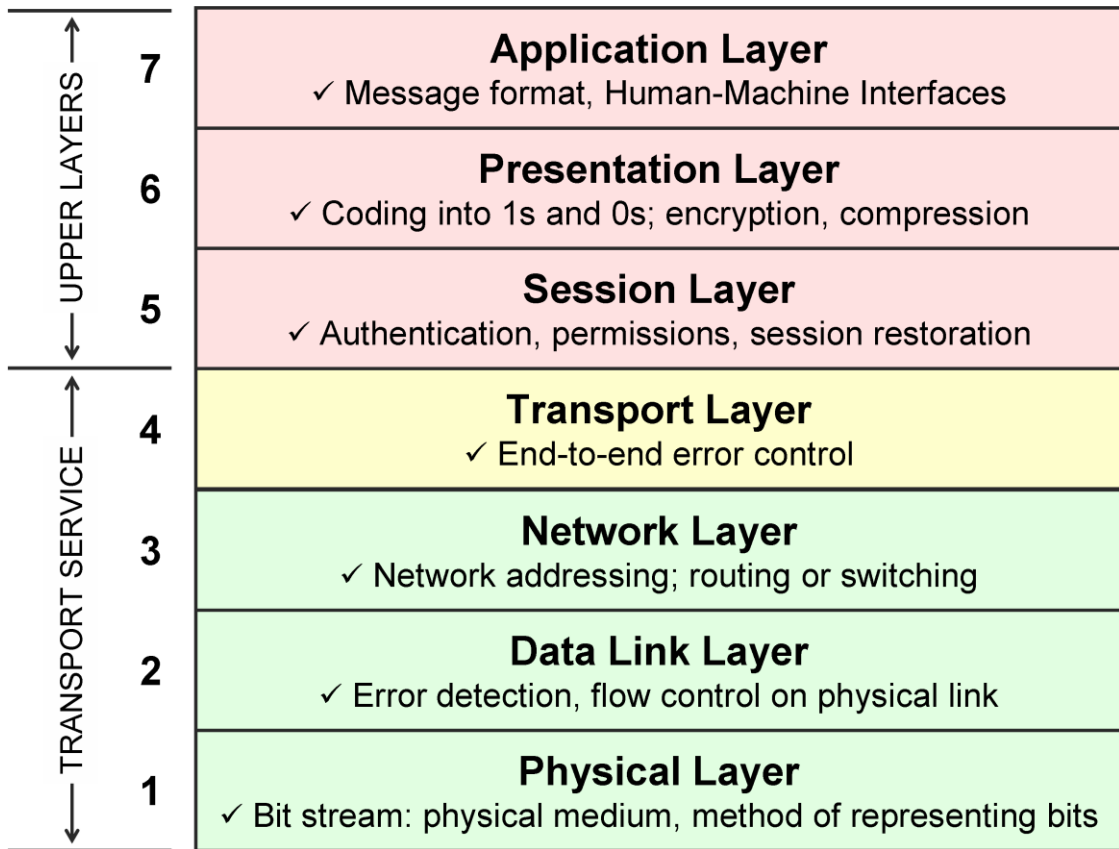 UPPER LAYERS
7
Application Layer
✓ Message format, Human-Machine Interfaces
6
Presentation Layer
✓ Coding into 1s and 0s; encryption, compression
5
Session Layer
✓ Authentication, permissions, session restoration
TRANSPORT SERVICE
4
Transport Layer
✓ End-to-end error control
3
Network Layer
✓ Network addressing; routing or switching
2
Data Link Layer
✓ Error detection, flow control on physical link
1
Physical Layer
✓ Bit stream: physical medium, method of representing bits